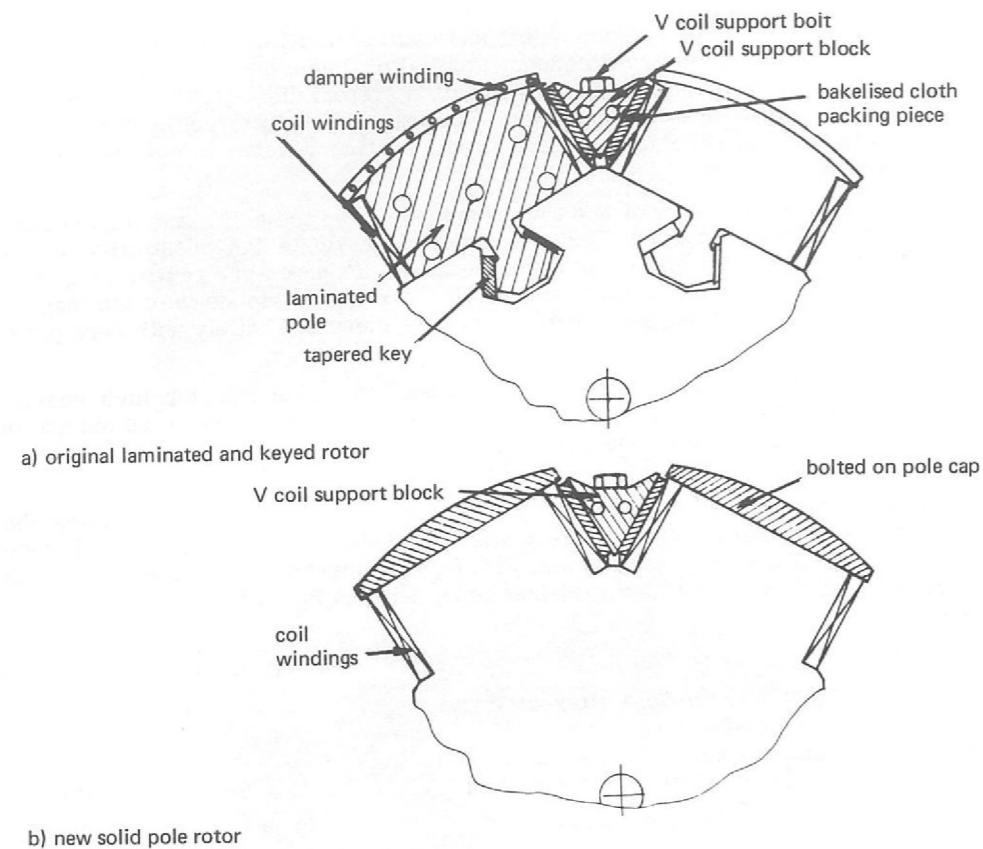 V coil support bolt
V coil support block
damper winding
bakelised cloth
packing piece
coil windings
laminated
pole
tapered key
a) original laminated and keyed rotor
bolted on pole cap
V coil support block
coil
windings
b) new solid pole rotor